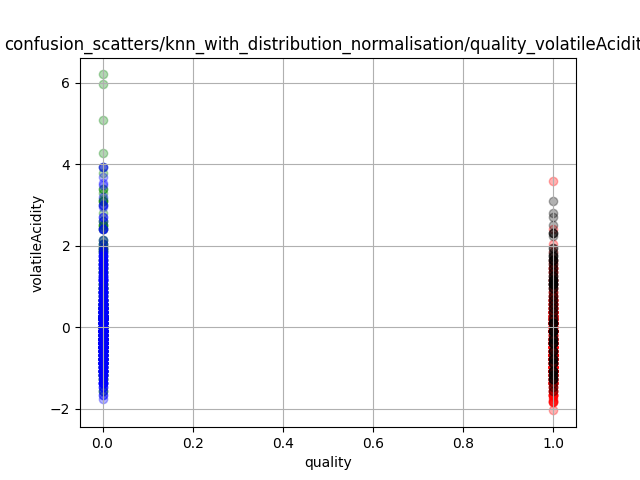 confusion_scatters/knn_with_distribution_normalisation/quality_volatileAcidit
6
4
2
0
−2
volatileAcidity
0.0 0.2 0.4 0.6 0.8 1.0
quality